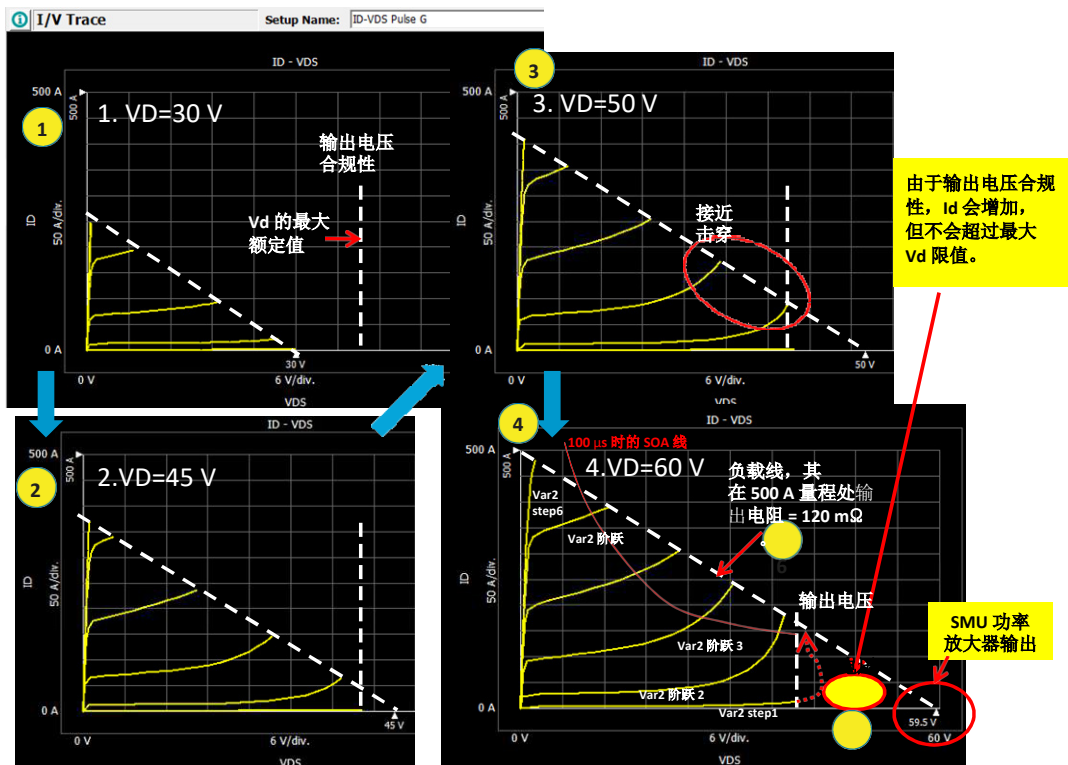 I/V Trace
Setup Name: ID-VDS Pulse G
ID - VDS
500 A
500 A
1
1. VD=30 V
输出电压
合规性
Vd 的最大
额定值
ID
50 A/div.
0 A
30 V
0 V
6 V/div.
VDS
3
ID - VDS
500 A
500 A
3. VD=50 V
接近
击穿
ID
50 A/div.
0 A
50 V
0 V
6 V/div.
VDS
由于输出电压合规
性，Id 会增加，
但不会超过最大
Vd 限值。
2
ID - VDS
500 A
500 A
2.VD=45 V
ID
50 A/div.
0 A
45 V
0 V
6 V/div.
VDS
4
ID - VDS
500 A
500 A
100 μs 时的 SOA 线
4.VD=60 V
负载线，其
在 500 A 量程处输
出电阻 = 120 mΩ
。
6
Var2
step6
Var2 阶跃
输出电压
Var2 阶跃 3
Var2 阶跃 2
Var2 step1
ID
50 A/div.
0 A
59.5 V
0 V
6 V/div.
60 V
VDS
SMU 功率
放大器输出